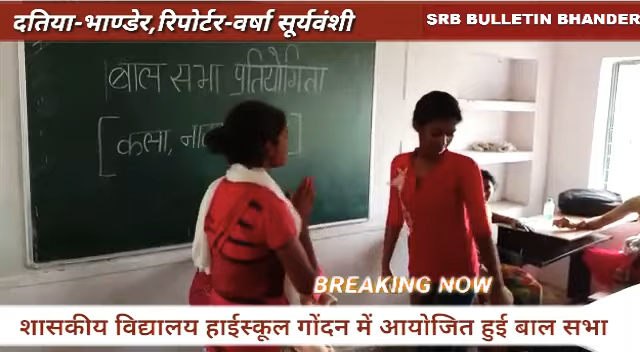 दतिया-भाण्डेर,रिपोर्टर-वर्षा सूर्यवंशी
SRB BULLETIN BHANDER
बाल सभा प्रतियोगिता
[कला,
BREAKING NOW
शासकीय विद्यालय हाईस्कूल गोंदन में आयोजित हुई बाल सभा